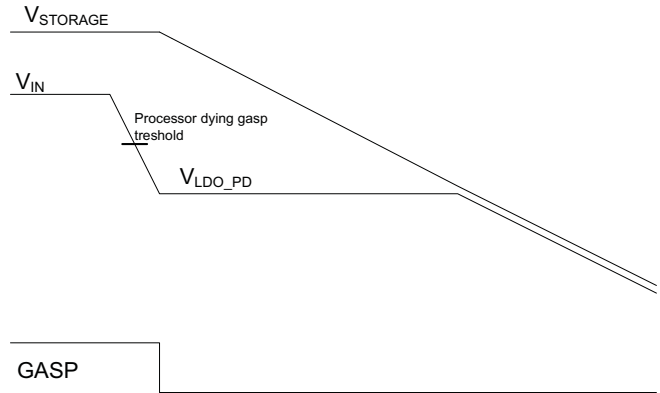 VSTORAGE
VIN
Processor dying gasp
treshold
VLDO_PD
GASP